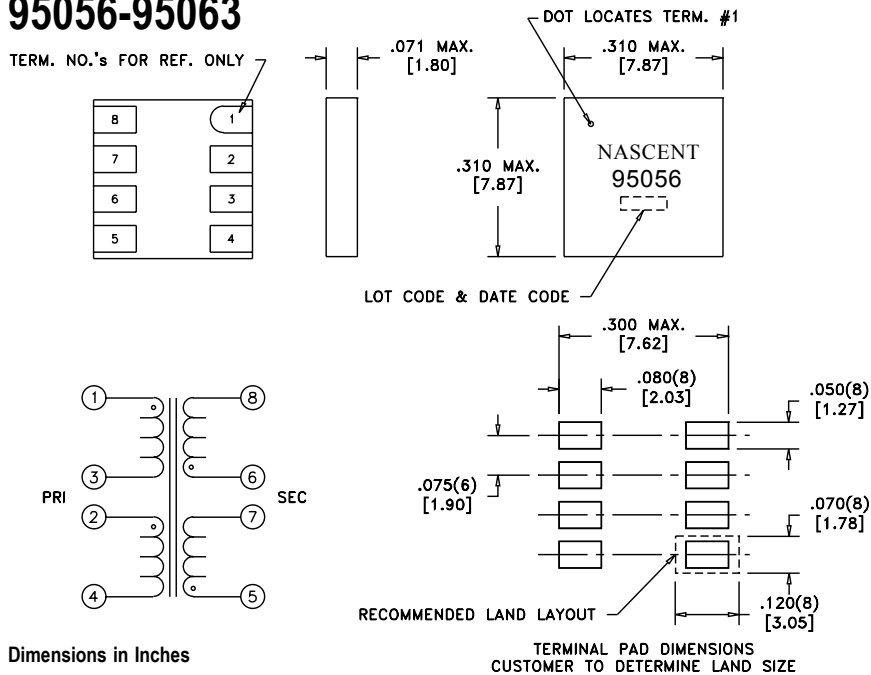 95056-95063
DOT LOCATES TERM. #1
TERM. NO.'s FOR REF. ONLY
.071 MAX.
[1.80]
.310 MAX.
[7.87]
8
1
7
2
6
3
5
4
.310 MAX.
[7.87]
NASCENT
95056
LOT CODE & DATE CODE
.300 MAX.
[7.62]
.080(8)
[2.03]
.050(8)
[1.27]
1
8
3
6
PRI
SEC
2
7
4
5
.075(6)
[1.90]
.070(8)
[1.78]
RECOMMENDED LAND LAYOUT
.120(8)
[3.05]
Dimensions in Inches
TERMINAL PAD DIMENSIONS
CUSTOMER TO DETERMINE LAND SIZE